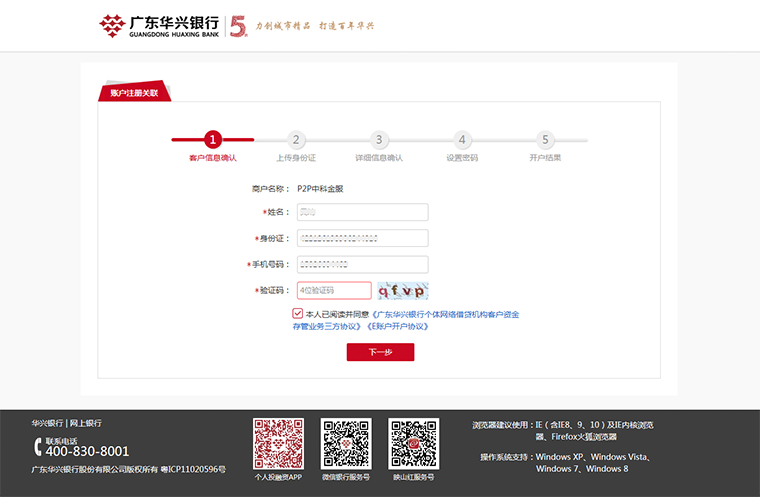 广东华兴银行
GUANGDONG HUAXING BANK
5
力创城市精品 打造百年华兴
账户注册关联
1 2 3 4 5
客户信息确认 上传身份证 详细信息确认 设置密码 开户结果
商户名称： P2P中科金服
*姓名：
*身份证：
*手机号码：
*验证码： 4位验证码 qfvp
本人已阅读并同意《广东华兴银行个体网络借贷机构客户资金
存管业务三方协议》《E账户开户协议》
下一步
华兴银行 | 网上银行
联系电话
400-830-8001
广东华兴银行股份有限公司版权所有 粤ICP11020596号
个人投融资APP 微信银行服务号 映山红服务号
浏览器建议使用：IE（含IE8、9、10）及IE内核浏览
器、Firefox火狐浏览器
操作系统支持：Windows XP、Windows Vista、
Windows 7、Windows 8